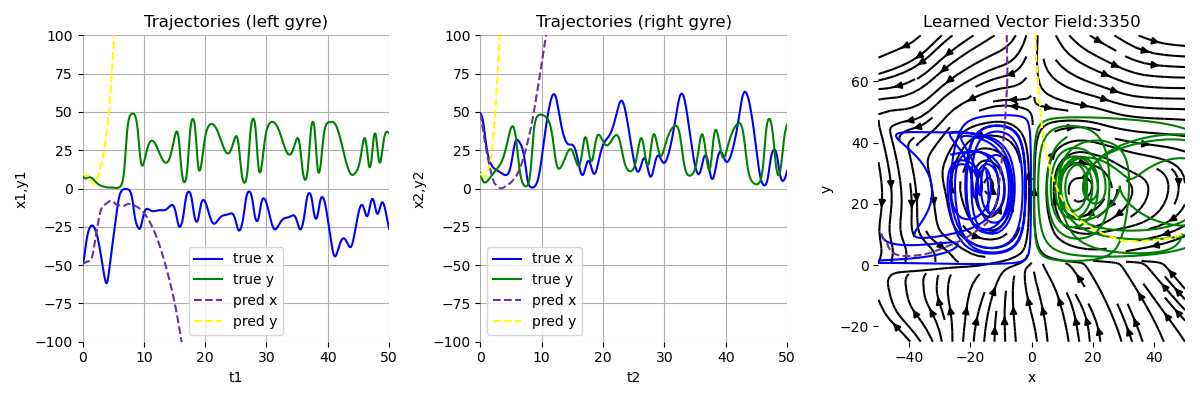 Trajectories (left gyre)
x1,y1
100
75
50
25
0
−25
−50
−75
−100
0
10
20
30
40
50
t1
true x
true y
pred x
pred y
Trajectories (right gyre)
x2,y2
100
75
50
25
0
−25
−50
−75
−100
0
10
20
30
40
50
t2
true x
true y
pred x
pred y
Learned Vector Field:3350
y
60
40
20
0
−20
−40
−20
0
20
40
x